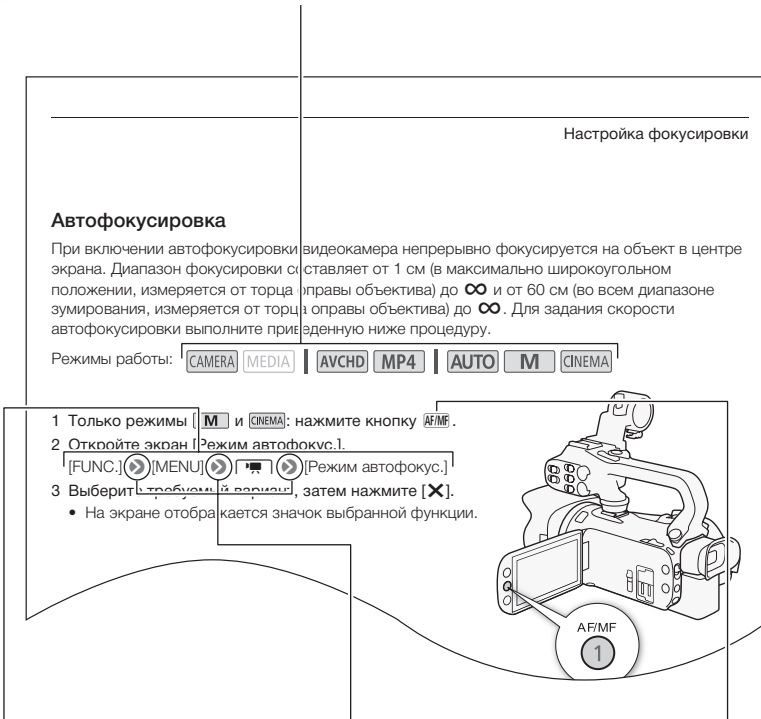 Настройка фокусировки
Автофокусировка
При включении автофокусировки видеокамера непрерывно фокусируется на объект в центре
экрана. Диапазон фокусировки составляет от 1 см (в максимально широкоугольном
положении, измеряется от торца оправы объектива) до ∞ и от 60 см (во всем диапазоне
зумирования, измеряется от торца оправы объектива) до ∞. Для задания скорости
автофокусировки выполните приведенную ниже процедуру.
Режимы работы: CAMERA MEDIA AVCHD MP4 AUTO M CINEMA
1 Только режимы M и CINEMA: нажмите кнопку AF/MF.
2 Откройте экран [Режим автофокус.].
[FUNC.] [MENU] [Режим автофокус.]
3 Выберите требуемый вариант, затем нажмите [X].
• На экране отображается значок выбранной функции.
AF/MF
1